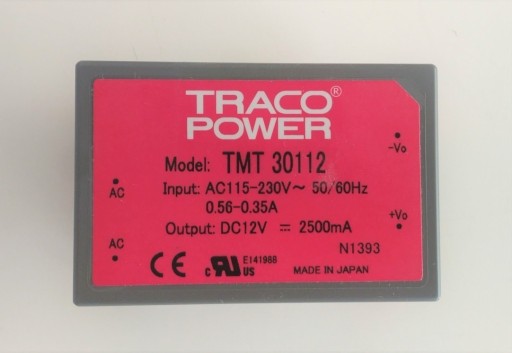 TRACO®
POWER
Model: TMT 30112
Input: AC115-230V~ 50/60Hz
0.56-0.35A
Output: DC12V ⎓ 2500mA
AC
AC
-Vo
+Vo
N1393
CE c RU US E141988
MADE IN JAPAN